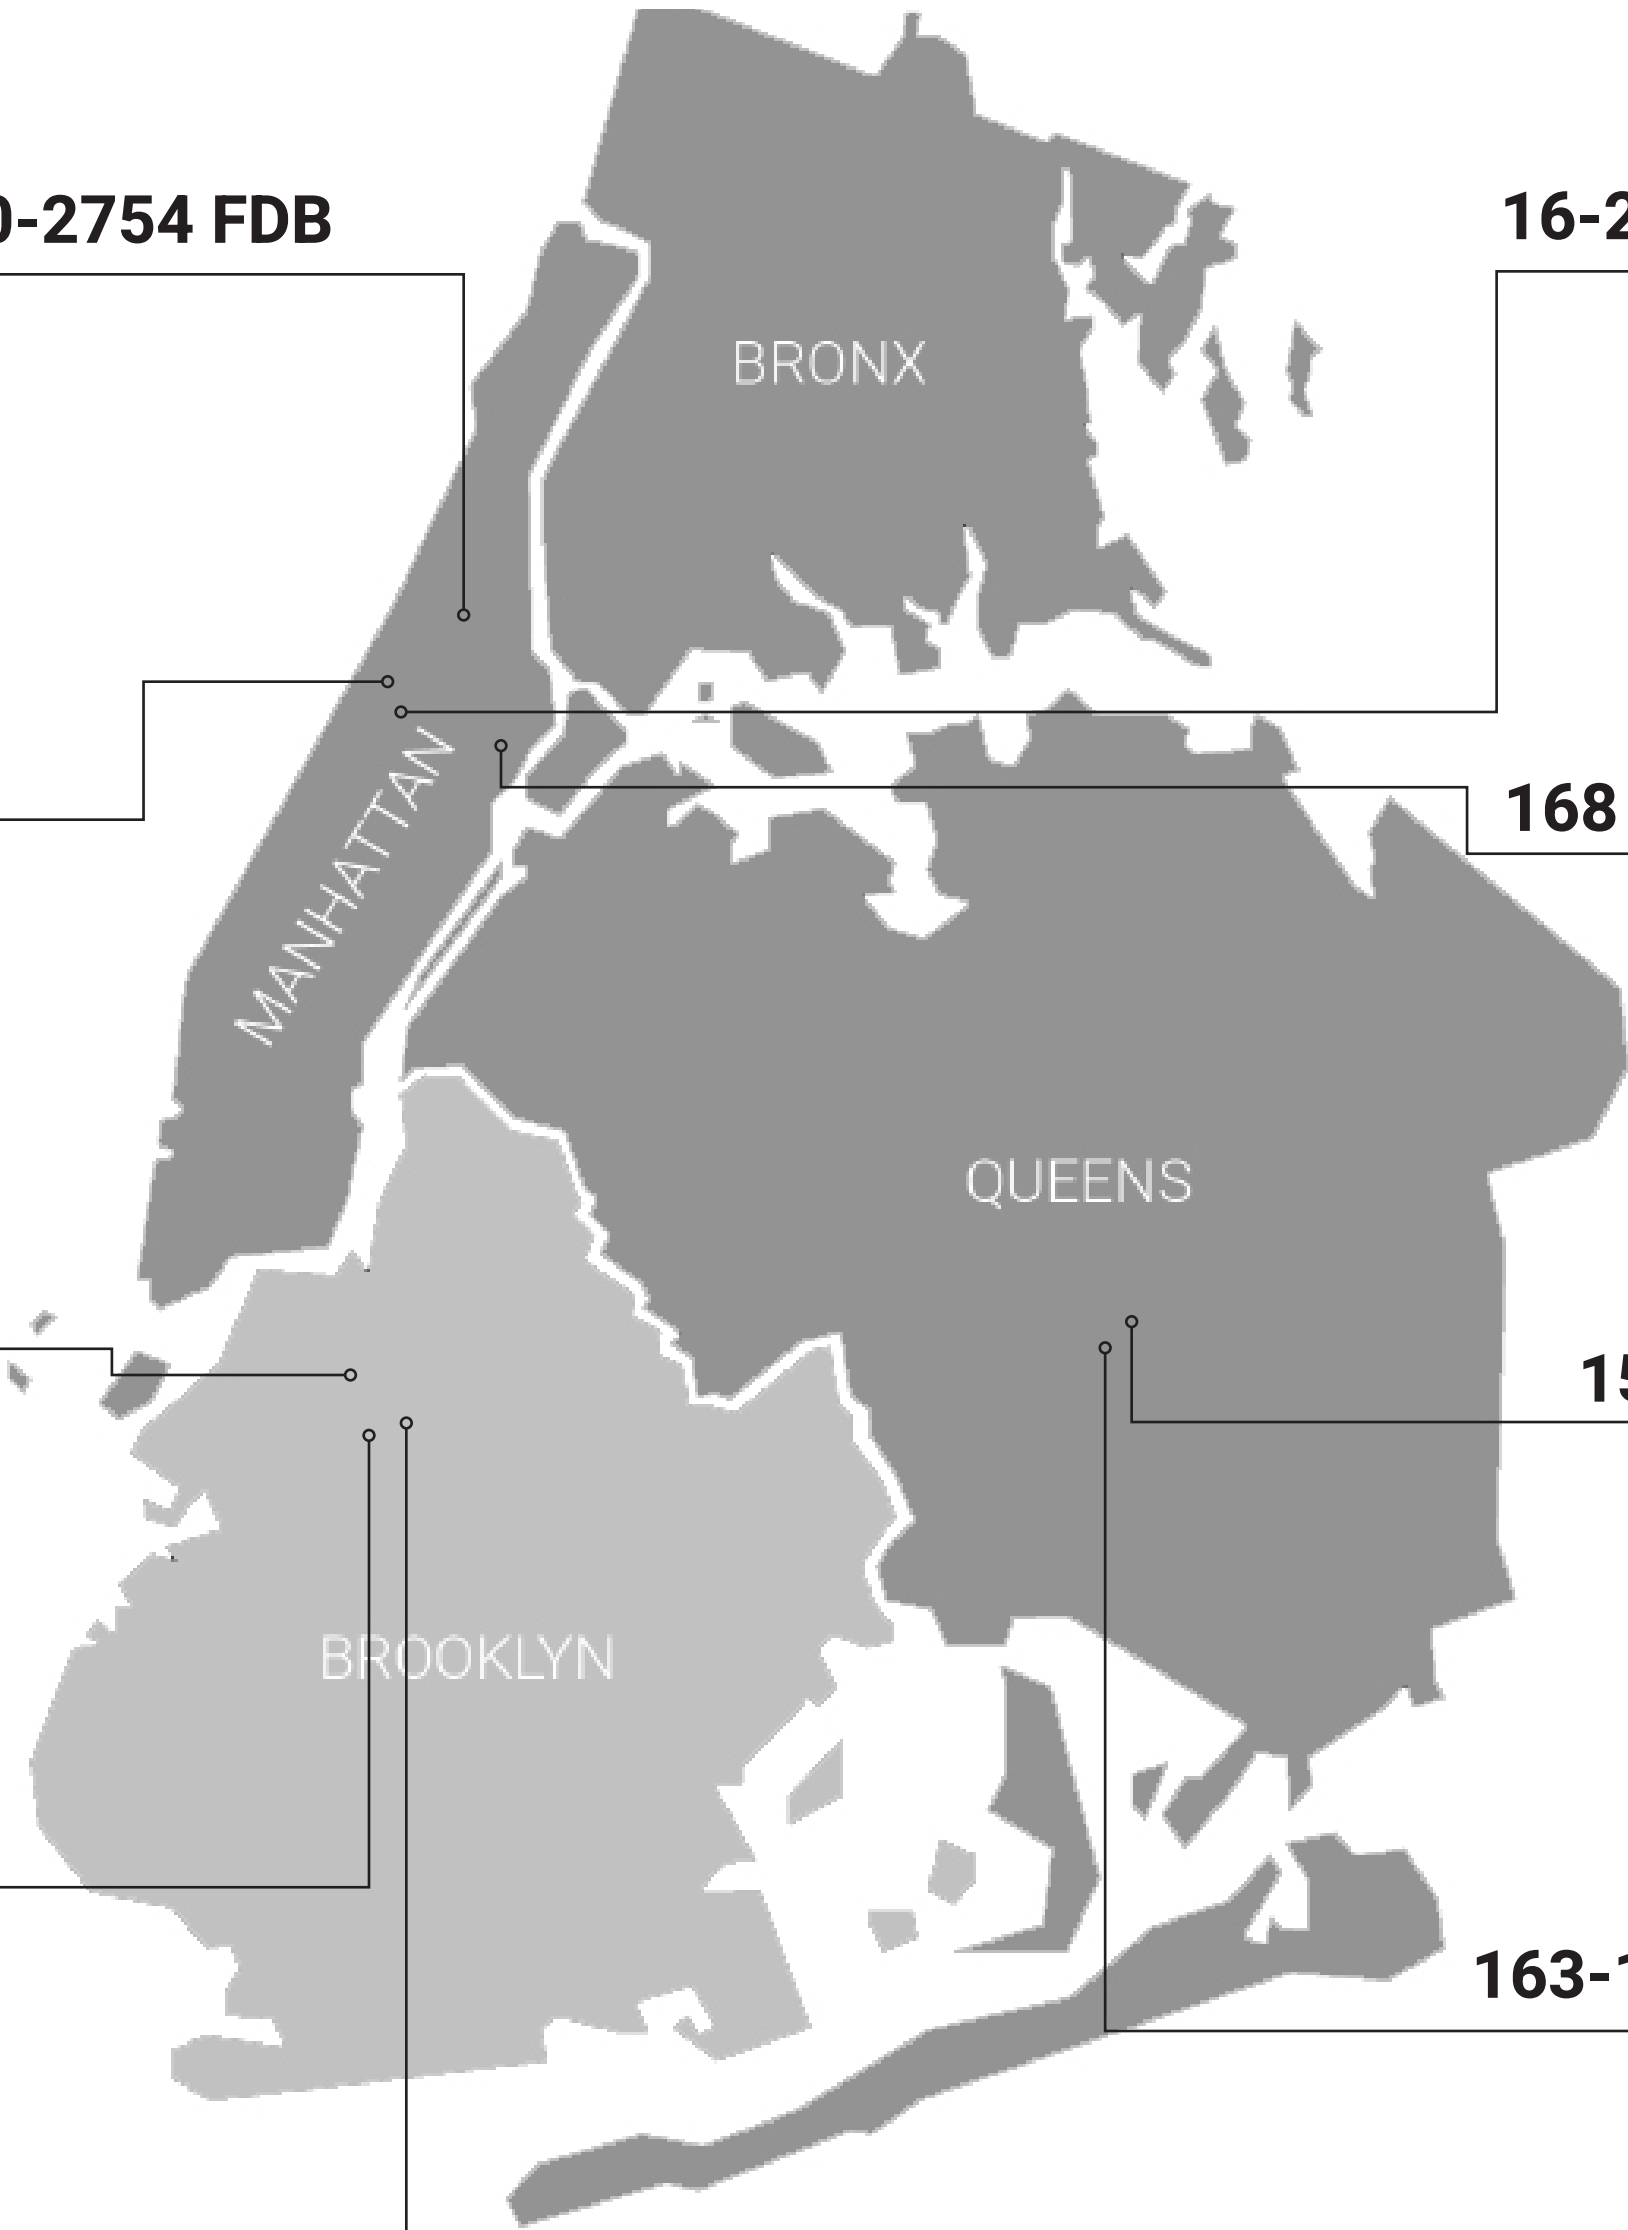 0-2754 FDB
16-2
BRONX
MANHATTAN
168
QUEENS
15
BROOKLYN
163-1